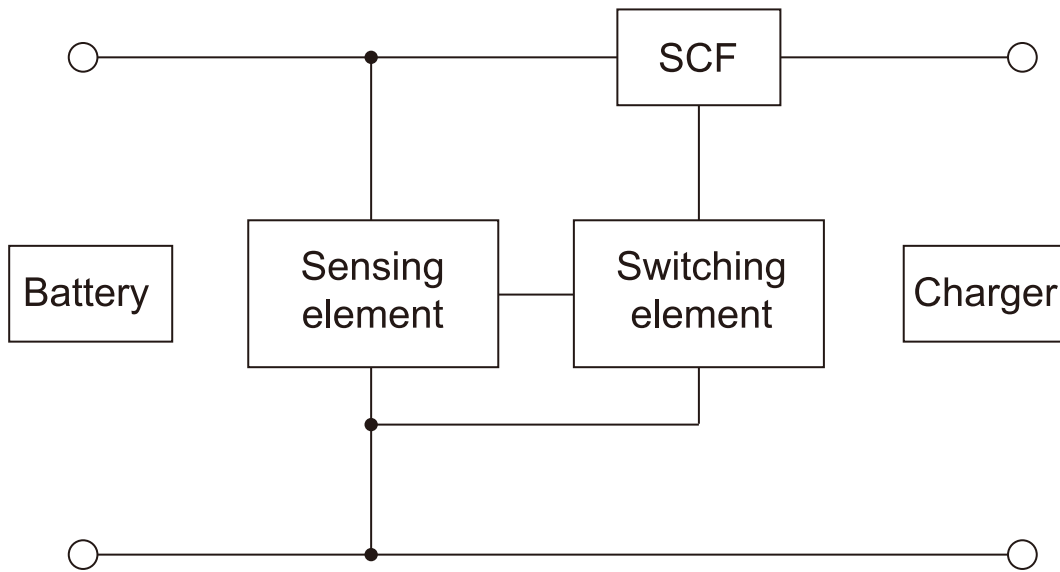 SCF
Battery
Sensing
element
Switching
element
Charger